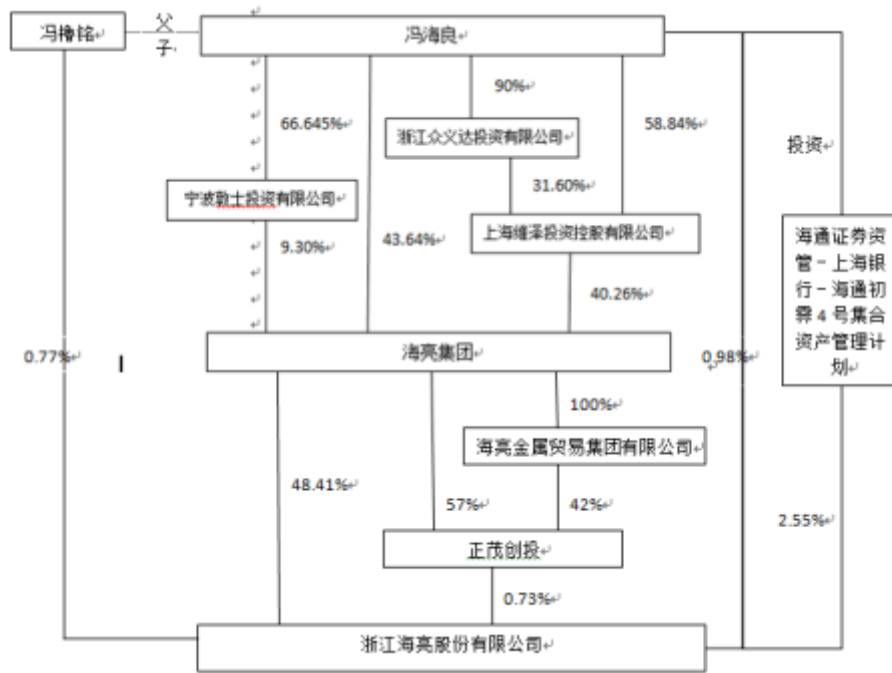 冯橹铭
父
子
冯海良
90%
66.645%
浙江众义达投资有限公司
58.84%
投资
31.60%
宁波敦士投资有限公司
上海维泽投资控股有限公司
9.30%
43.64%
海通证券资
管－上海银
行－海通初
霁 4 号集合
资产管理计
划
40.26%
0.77%
海亮集团
0.98%
100%
海亮金属贸易集团有限公司
48.41%
57%
42%
2.55%
正茂创投
0.73%
浙江海亮股份有限公司